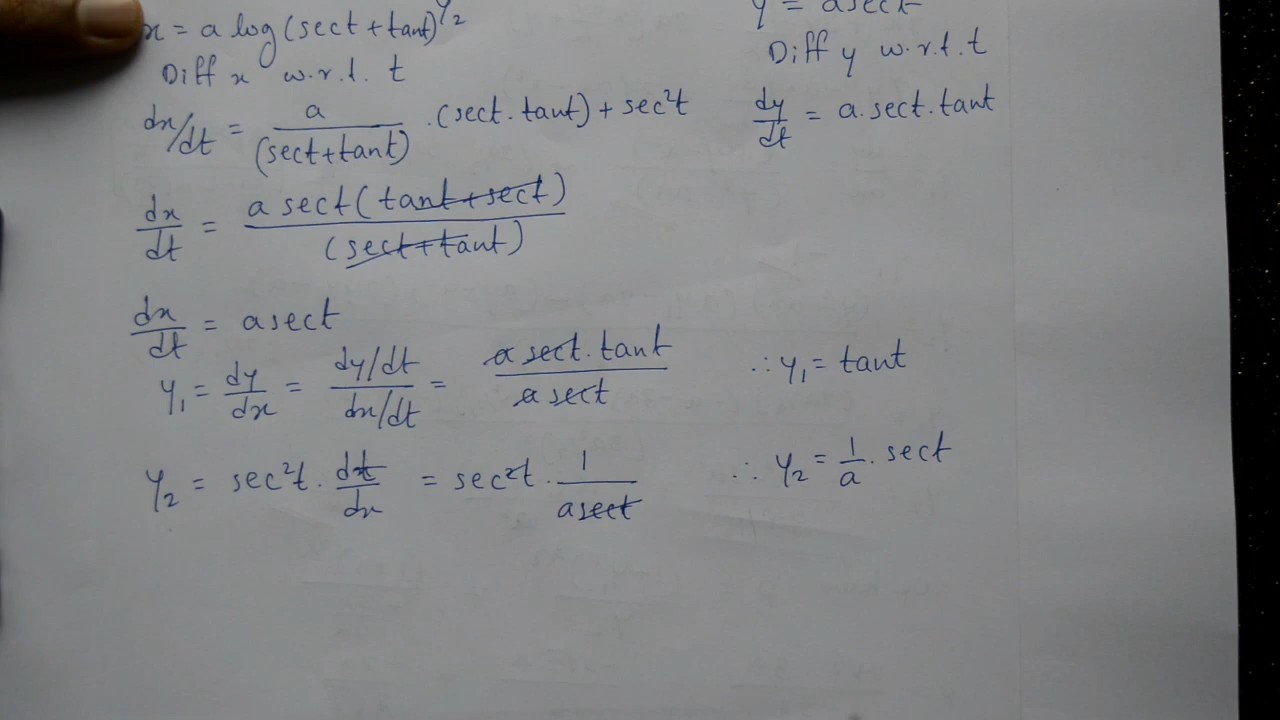 x = a log(sect + tant)^1/2
y = a sect
Diff x w.r.t. t
Diff y w.r.t. t
dx/dt = a/(sect+tant) . (sect . tant) + sec²t
dy/dt = a.sect.tant
dx/dt = a sect(tant+sect)/(sect+tant)
dx/dt = a sect
y₁ = dy/dx = dy/dt / dx/dt = a sect.tant / a sect ∴ y₁ = tant
y₂ = sec²t . dt/dx = sec²t . 1/a sect ∴ y₂ = 1/a . sect